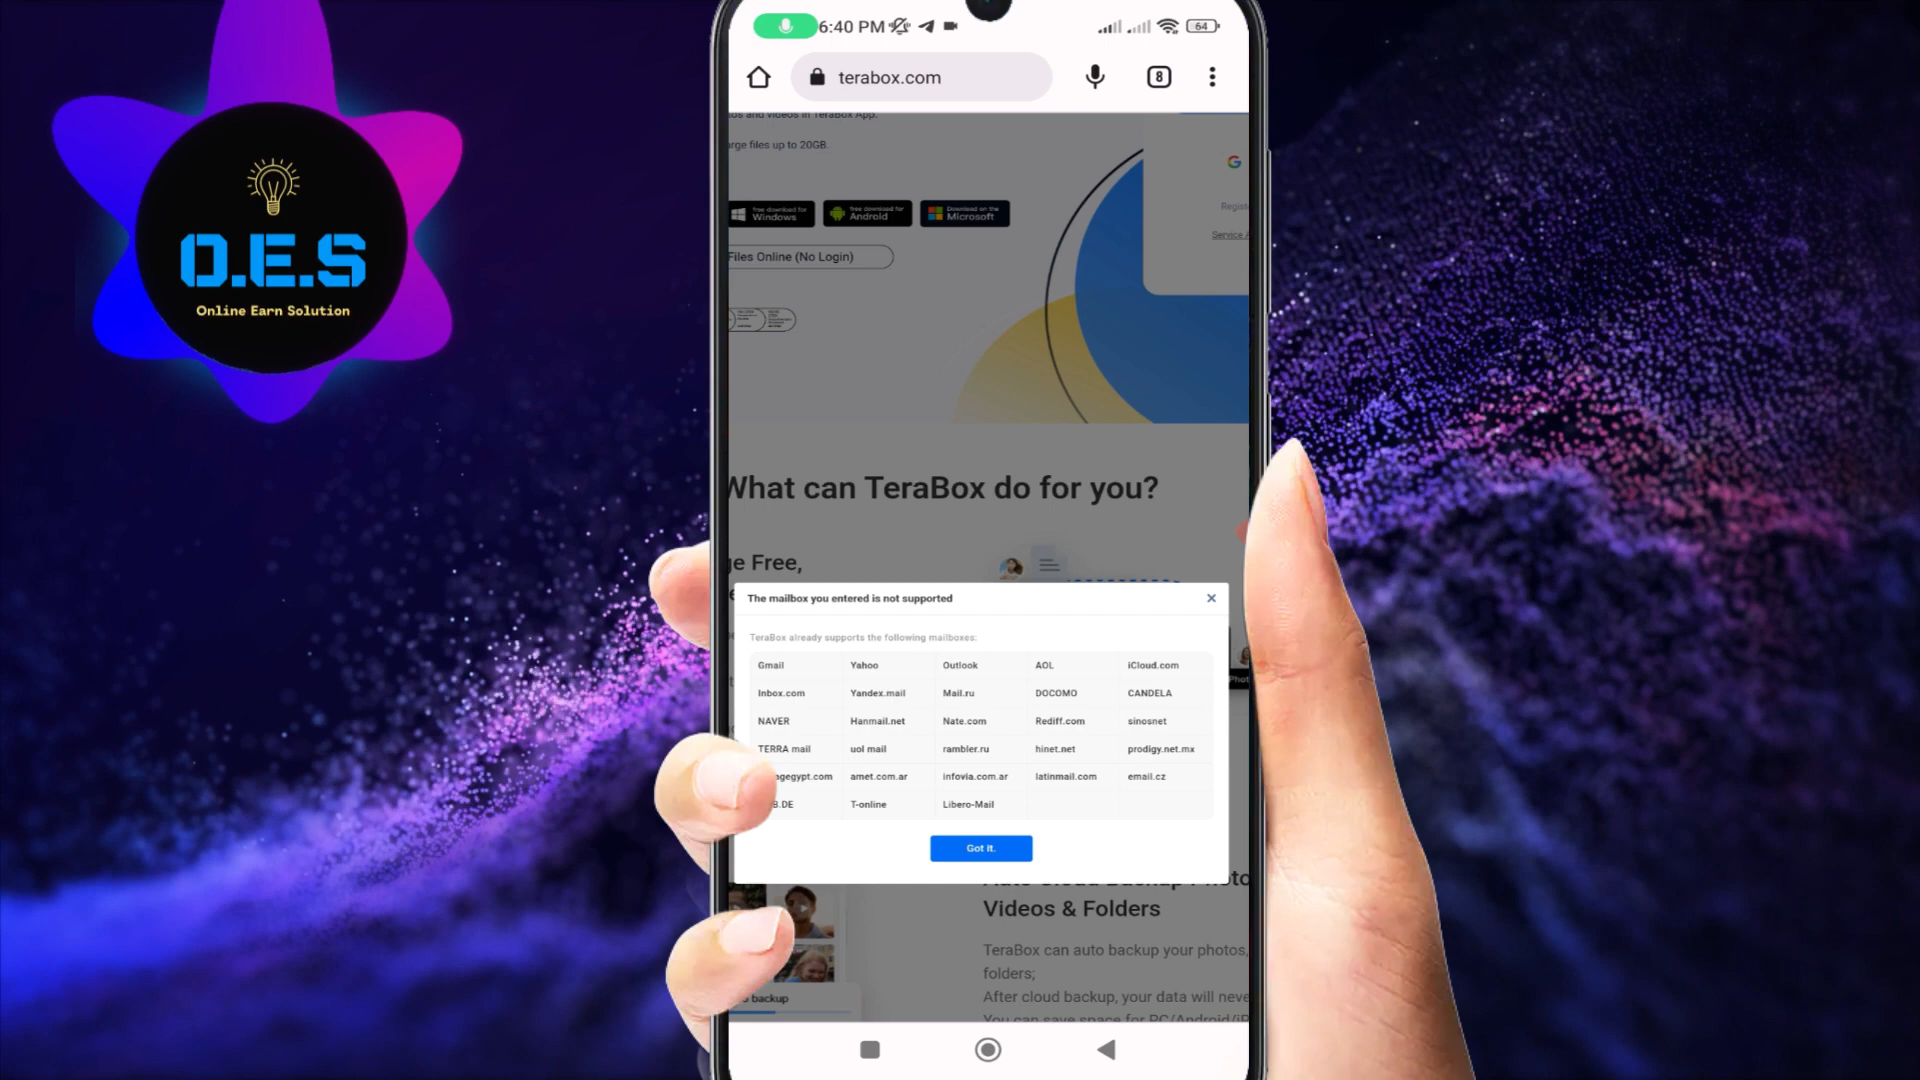 O.E.S
Online Earn Solution
6:40 PM
64
terabox.com
8
tos and videos in TeraBox App.
arge files up to 20GB.
free download for
Windows
free download for
Android
Download on the
Microsoft
Files Online (No Login)
Regist
Service A
What can TeraBox do for you?
ge Free,
The mailbox you entered is not supported
TeraBox already supports the following mailboxes:
Gmail Yahoo Outlook AOL iCloud.com
Inbox.com Yandex.mail Mail.ru DOCOMO CANDELA
NAVER Hanmail.net Nate.com Rediff.com sinosnet
TERRA mail uol mail rambler.ru hinet.net prodigy.net.mx
agegypt.com amet.com.ar infovia.com.ar latinmail.com email.cz
B.DE T-online Libero-Mail
Got it.
Phot
Auto Cloud Backup Photo
Videos & Folders
TeraBox can auto backup your photos,
folders;
After cloud backup, your data will neve
You can save space for PC/Android/iP
backup